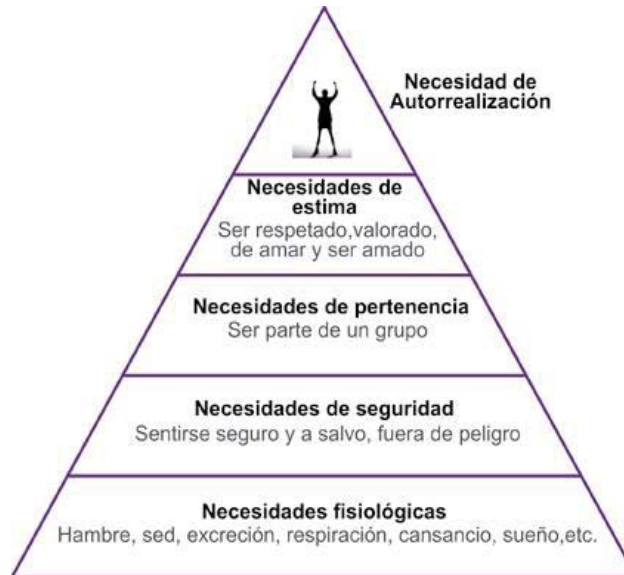 Necesidad de
Autorrealización
Necesidades de
estima
Ser respetado,valorado,
de amar y ser amado
Necesidades de pertenencia
Ser parte de un grupo
Necesidades de seguridad
Sentirse seguro y a salvo, fuera de peligro
Necesidades fisiológicas
Hambre, sed, excreción, respiración, cansancio, sueño,etc.